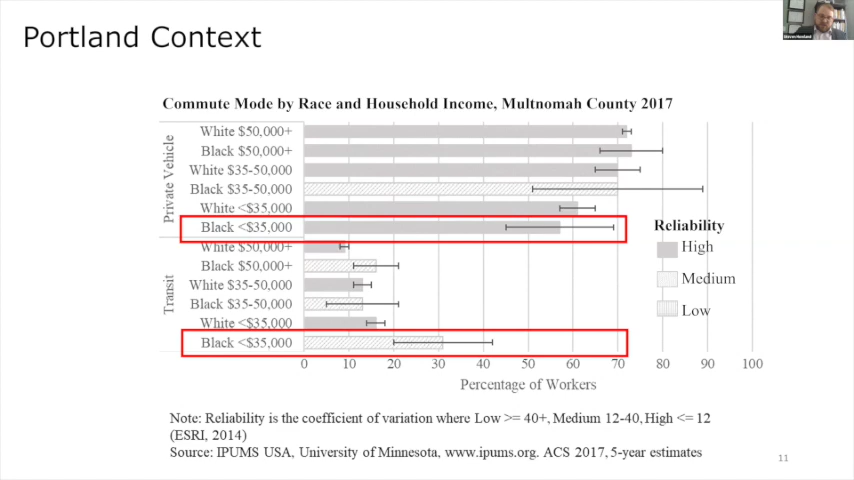 Portland Context
Steven Howland
Commute Mode by Race and Household Income, Multnomah County 2017
Private Vehicle
White $50,000+
Black $50,000+
White $35-50,000
Black $35-50,000
White <$35,000
Black <$35,000
Transit
White $50,000+
Black $50,000+
White $35-50,000
Black $35-50,000
White <$35,000
Black <$35,000
Reliability
High
Medium
Low
0 10 20 30 40 50 60 70 80 90 100
Percentage of Workers
Note: Reliability is the coefficient of variation where Low >= 40+, Medium 12-40, High <= 12
(ESRI, 2014)
Source: IPUMS USA, University of Minnesota, www.ipums.org. ACS 2017, 5-year estimates
11